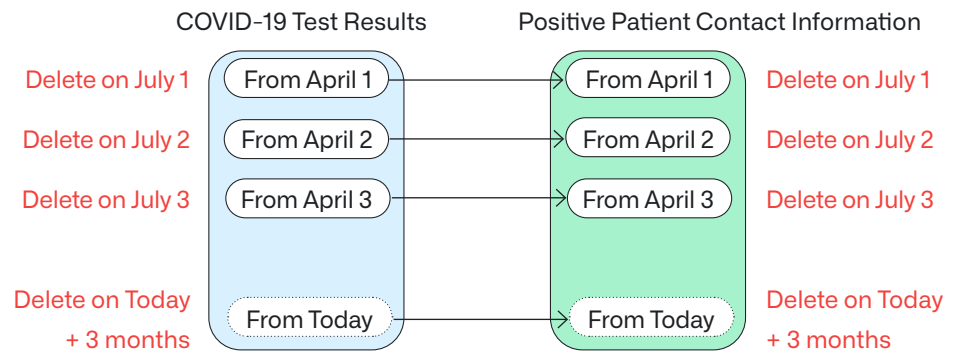 COVID-19 Test Results
Positive Patient Contact Information
Delete on July 1
From April 1
From April 1
Delete on July 1
Delete on July 2
From April 2
From April 2
Delete on July 2
Delete on July 3
From April 3
From April 3
Delete on July 3
Delete on Today
+ 3 months
From Today
From Today
Delete on Today
+ 3 months